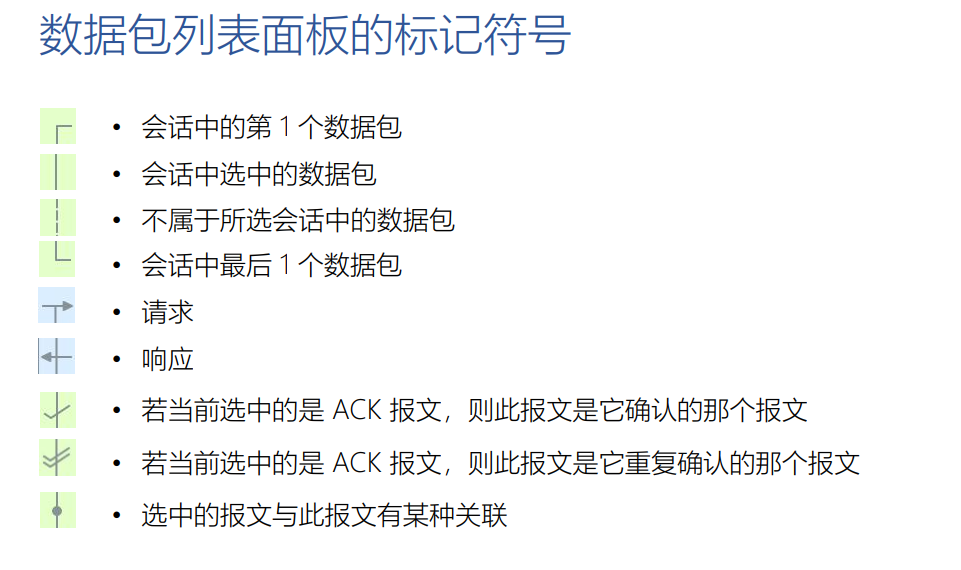 数据包列表面板的标记符号
• 会话中的第 1 个数据包
• 会话中选中的数据包
• 不属于所选会话中的数据包
• 会话中最后 1 个数据包
• 请求
• 响应
• 若当前选中的是 ACK 报文，则此报文是它确认的那个报文
• 若当前选中的是 ACK 报文，则此报文是它重复确认的那个报文
• 选中的报文与此报文有某种关联